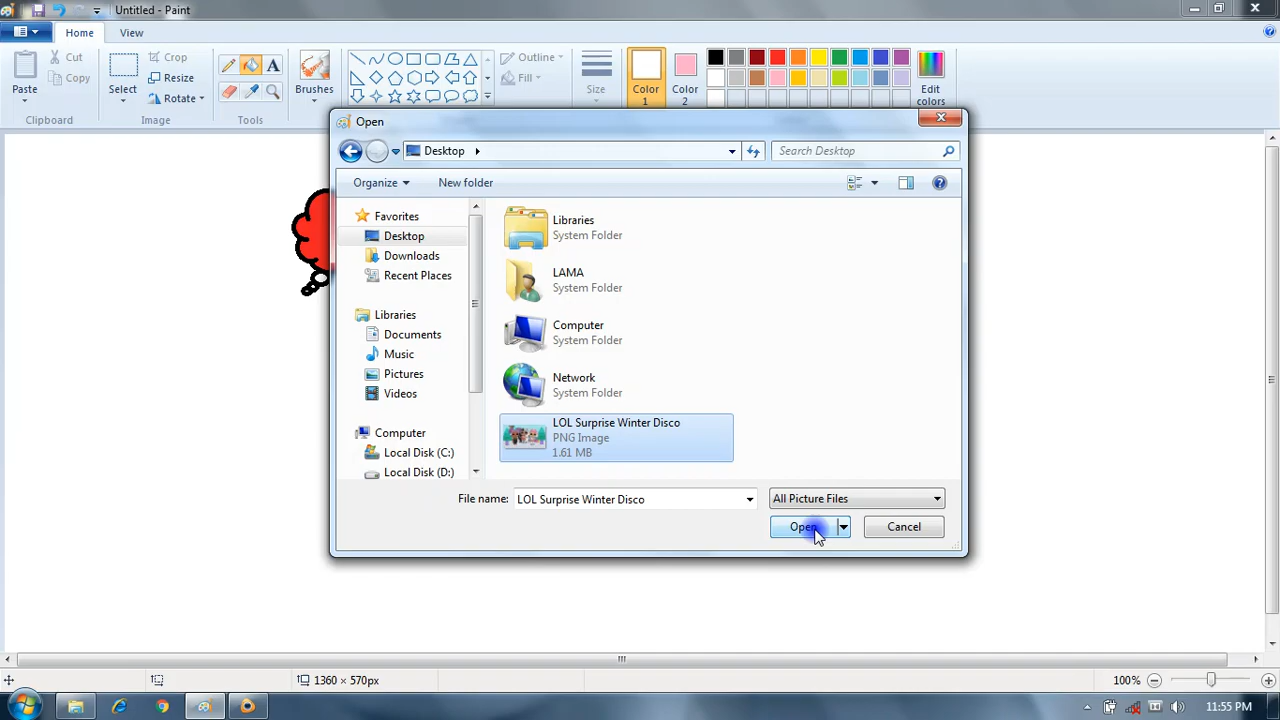 Untitled - Paint
Home
View
Paste
Cut
Copy
Clipboard
Select
Crop
Resize
Rotate
Image
A
Tools
Brushes
Outline
Fill
Size
Color 1
Color 2
Edit colors
Open
Desktop
Search Desktop
Organize
New folder
Favorites
Desktop
Downloads
Recent Places
Libraries
Documents
Music
Pictures
Videos
Computer
Local Disk (C:)
Local Disk (D:)
Libraries
System Folder
LAMA
System Folder
Computer
System Folder
Network
System Folder
LOL Surprise Winter Disco
PNG Image
1.61 MB
File name:
LOL Surprise Winter Disco
All Picture Files
Open
Cancel
1360 × 570px
100%
11:55 PM